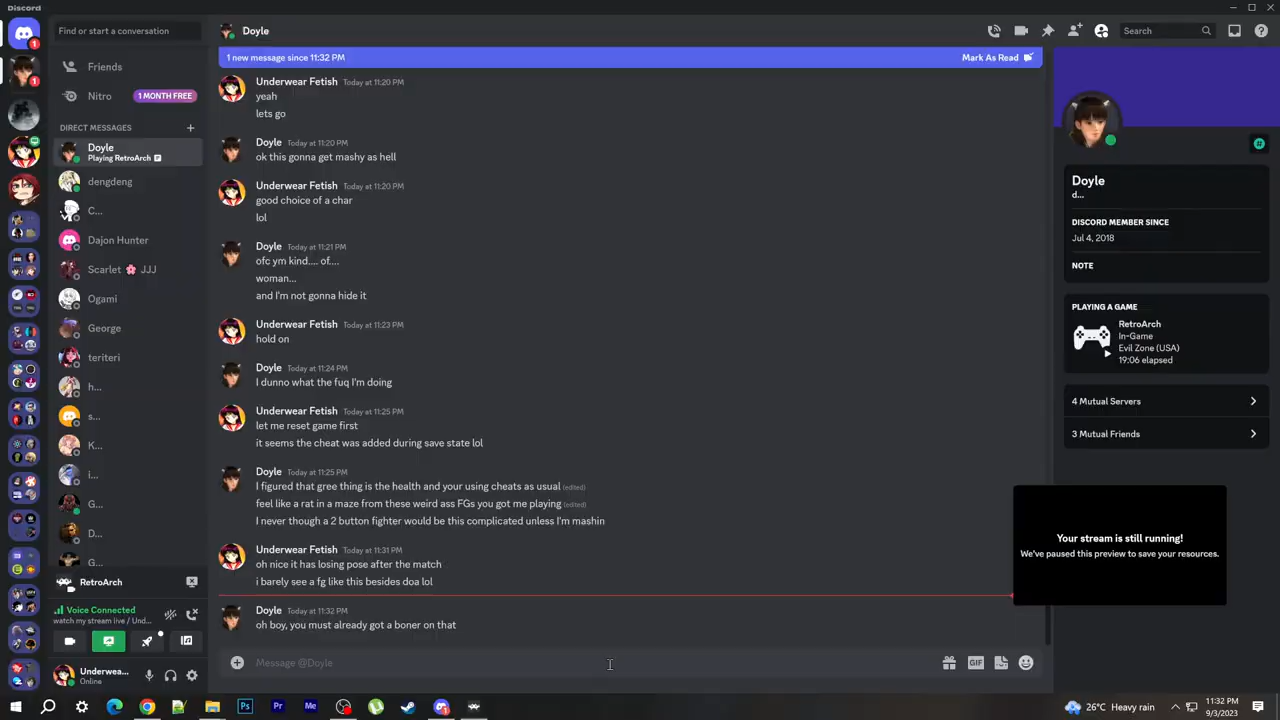 Discord
Find or start a conversation
Doyle
Search
1
1
Friends
Nitro
1 MONTH FREE
DIRECT MESSAGES
+
Doyle
Playing RetroArch
dengdeng
C...
Dajon Hunter
Scarlet 🌸 JJJ
Ogami
George
teriteri
h...
s...
K...
i...
G...
D...
G...
RetroArch
Voice Connected
watch my stream live / Und...
Underwea...
Online
1 new message since 11:32 PM
Mark As Read
Underwear Fetish Today at 11:20 PM
yeah
lets go
Doyle Today at 11:20 PM
ok this gonna get mashy as hell
Underwear Fetish Today at 11:20 PM
good choice of a char
lol
Doyle Today at 11:21 PM
ofc ym kind.... of....
woman...
and I'm not gonna hide it
Underwear Fetish Today at 11:23 PM
hold on
Doyle Today at 11:24 PM
I dunno what the fuq I'm doing
Underwear Fetish Today at 11:25 PM
let me reset game first
it seems the cheat was added during save state lol
Doyle Today at 11:25 PM
I figured that gree thing is the health and your using cheats as usual (edited)
feel like a rat in a maze from these weird ass FGs you got me playing (edited)
I never though a 2 button fighter would be this complicated unless I'm mashin
Underwear Fetish Today at 11:31 PM
oh nice it has losing pose after the match
i barely see a fg like this besides doa lol
Doyle Today at 11:32 PM
oh boy, you must already got a boner on that
Message @Doyle
GIF
Doyle
d...
DISCORD MEMBER SINCE
Jul 4, 2018
NOTE
PLAYING A GAME
RetroArch
In-Game
Evil Zone (USA)
19:06 elapsed
4 Mutual Servers
3 Mutual Friends
Your stream is still running!
We've paused this preview to save your resources.
Ps
Pr
Me
26°C Heavy rain
11:32 PM
9/3/2023